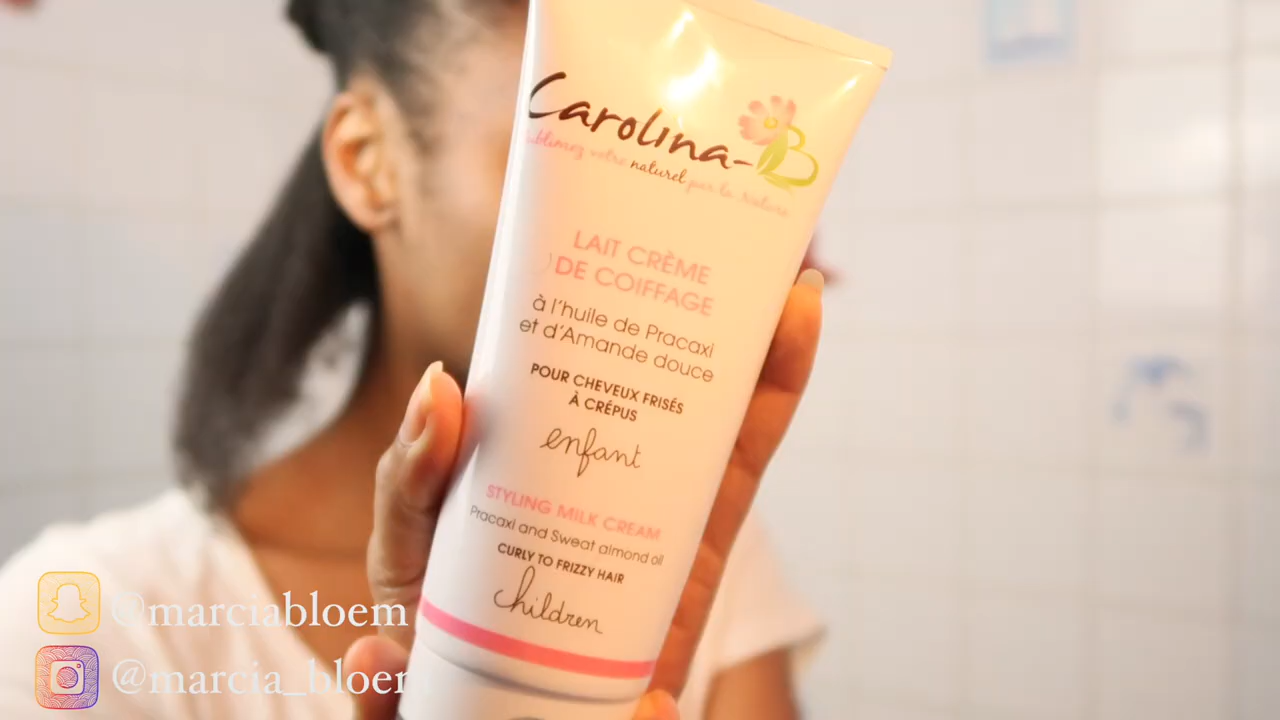 Carolina-B
Sublimez votre naturel par la Nature
LAIT CRÈME
DE COIFFAGE
à l'huile de Pracaxi
et d'Amande douce
POUR CHEVEUX FRISÉS
À CRÉPUS
enfant
STYLING MILK CREAM
Pracaxi and Sweat almond oil
CURLY TO FRIZZY HAIR
children
@marciabloem
@marcia_bloem